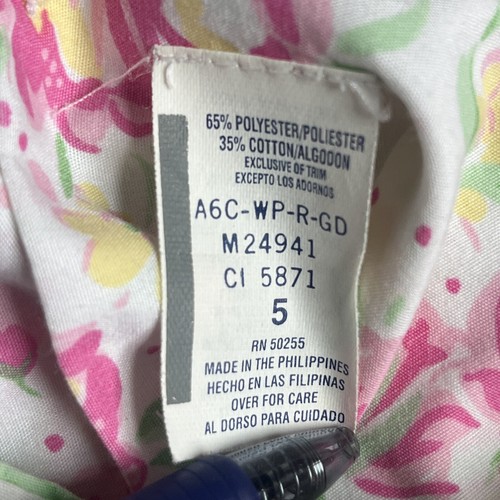 65% POLYESTER/POLIESTER
35% COTTON/ALGODON
EXCLUSIVE OF TRIM
EXCEPTO LOS ADORNOS
A6C-WP-R-GD
M24941
CI 5871
5
RN 50255
MADE IN THE PHILIPPINES
HECHO EN LAS FILIPINAS
OVER FOR CARE
AL DORSO PARA CUIDADO